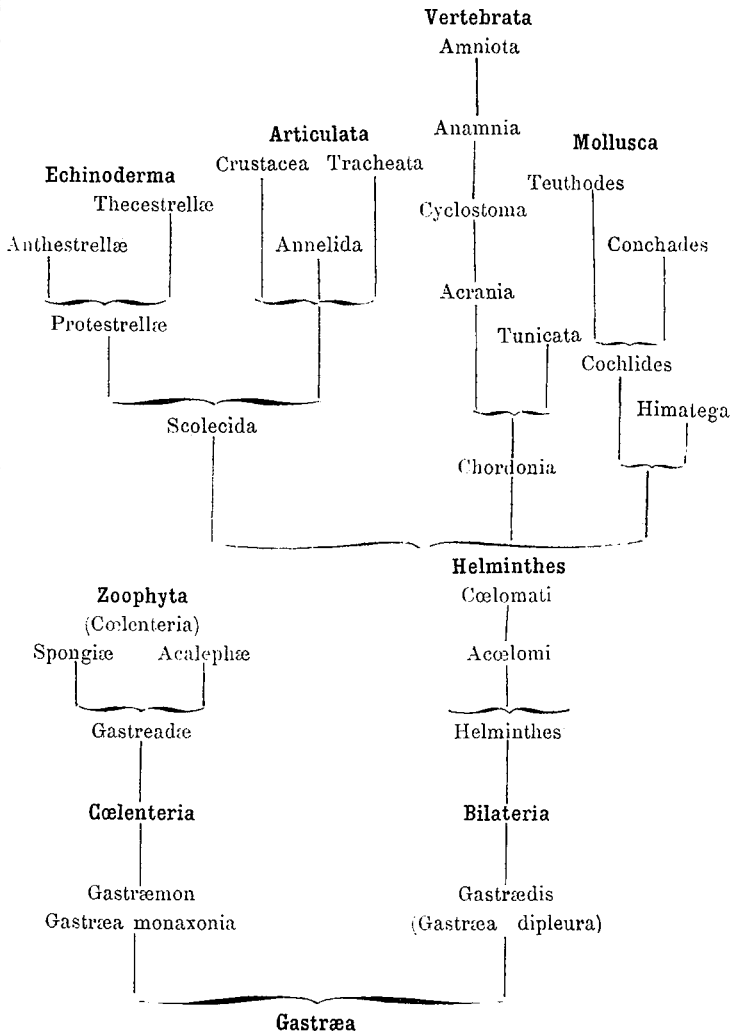 Vertebrata
Amniota
Anamnia
Articulata
Mollusca
Crustacea Tracheata
Echinoderma
Teuthodes
Thecestrellæ
Cyclostoma
Anthestrellæ
Annelida
Conchades
Acrania
Protestrellæ
Tunicata
Cochlides
Himatega
Scolecida
Chordonia
Helminthes
Zoophyta
Cœlomati
(Cœlenteria)
Spongiæ Acalephæ
Acœlomi
Gastreadæ
Helminthes
Cœlenteria
Bilateria
Gastræmon
Gastrædis
Gastræa monaxonia
(Gastræa dipleura)
Gastræa